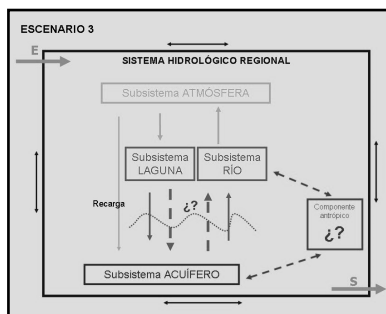 ESCENARIO 3
E
SISTEMA HIDROLÓGICO REGIONAL
Subsistema ATMÓSFERA
Subsistema
LAGUNA
Subsistema
RÍO
Recarga
¿?
Componente
antrópico
¿?
Subsistema ACUÍFERO
S